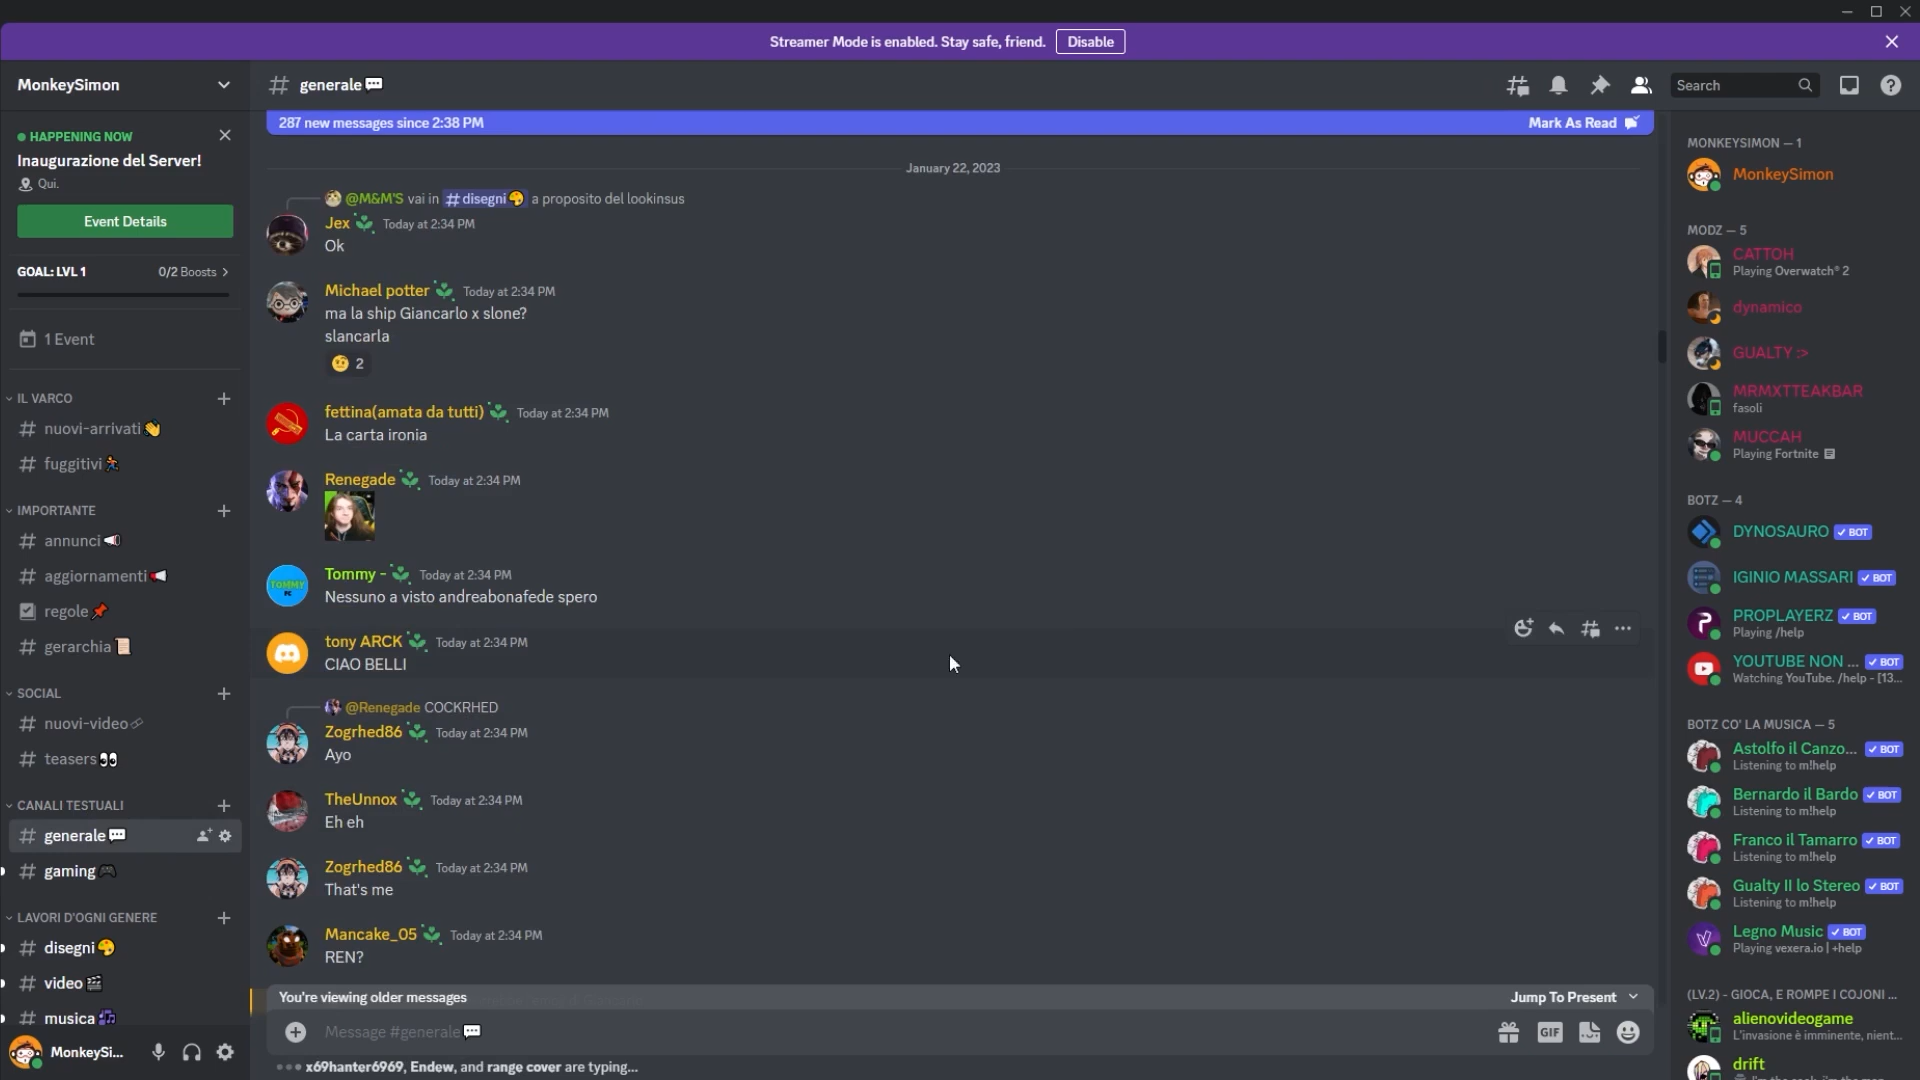 Streamer Mode is enabled. Stay safe, friend. Disable
MonkeySimon
HAPPENING NOW
Inaugurazione del Server!
Qui.
Event Details
GOAL: LVL 1 0/2 Boosts
1 Event
IL VARCO
nuovi-arrivati👋
fuggitivi🏃
IMPORTANTE
annunci📢
aggiornamenti📣
regole📌
gerarchia📜
SOCIAL
nuovi-video🔗
teasers👀
CANALI TESTUALI
generale💬
gaming🎮
LAVORI D'OGNI GENERE
disegni🎨
video🎬
musica🎶
MonkeySi...
# generale💬
Search
287 new messages since 2:38 PM Mark As Read
January 22, 2023
@M&M'S vai in #disegni🎨 a proposito del lookinsus
Jex Today at 2:34 PM
Ok
Michael potter Today at 2:34 PM
ma la ship Giancarlo x slone?
slancarla
🤨 2
fettina(amata da tutti) Today at 2:34 PM
La carta ironia
Renegade Today at 2:34 PM
TOMMY
PC
Tommy - Today at 2:34 PM
Nessuno a visto andreabonafede spero
tony ARCK Today at 2:34 PM
CIAO BELLI
@Renegade COCKRHED
Zogrhed86 Today at 2:34 PM
Ayo
TheUnnox Today at 2:34 PM
Eh eh
Zogrhed86 Today at 2:34 PM
That's me
Mancake_05 Today at 2:34 PM
REN?
You're viewing older messages Jump To Present
Message #generale💬
GIF
x69hanter6969, Endew, and range cover are typing...
MONKEYSIMON — 1
MonkeySimon
MODZ — 5
CATTOH
Playing Overwatch® 2
dynamico
GUALTY :>
MRMXTTEAKBAR
fasoli
MUCCAH
Playing Fortnite
BOTZ — 4
DYNOSAURO ✓ BOT
IGINIO MASSARI ✓ BOT
PROPLAYERZ ✓ BOT
Playing /help
YOUTUBE NON ... ✓ BOT
Watching YouTube. /help - [13...
BOTZ CO' LA MUSICA — 5
Astolfo il Canzo... ✓ BOT
Listening to m!help
Bernardo il Bardo ✓ BOT
Listening to m!help
Franco il Tamarro ✓ BOT
Listening to m!help
Gualty II lo Stereo ✓ BOT
Listening to m!help
Legno Music ✓ BOT
Playing vexera.io | +help
(LV.2) - GIOCA, E ROMPE I COJONI ...
alienovideogame
L'invasione è imminente, nient...
drift